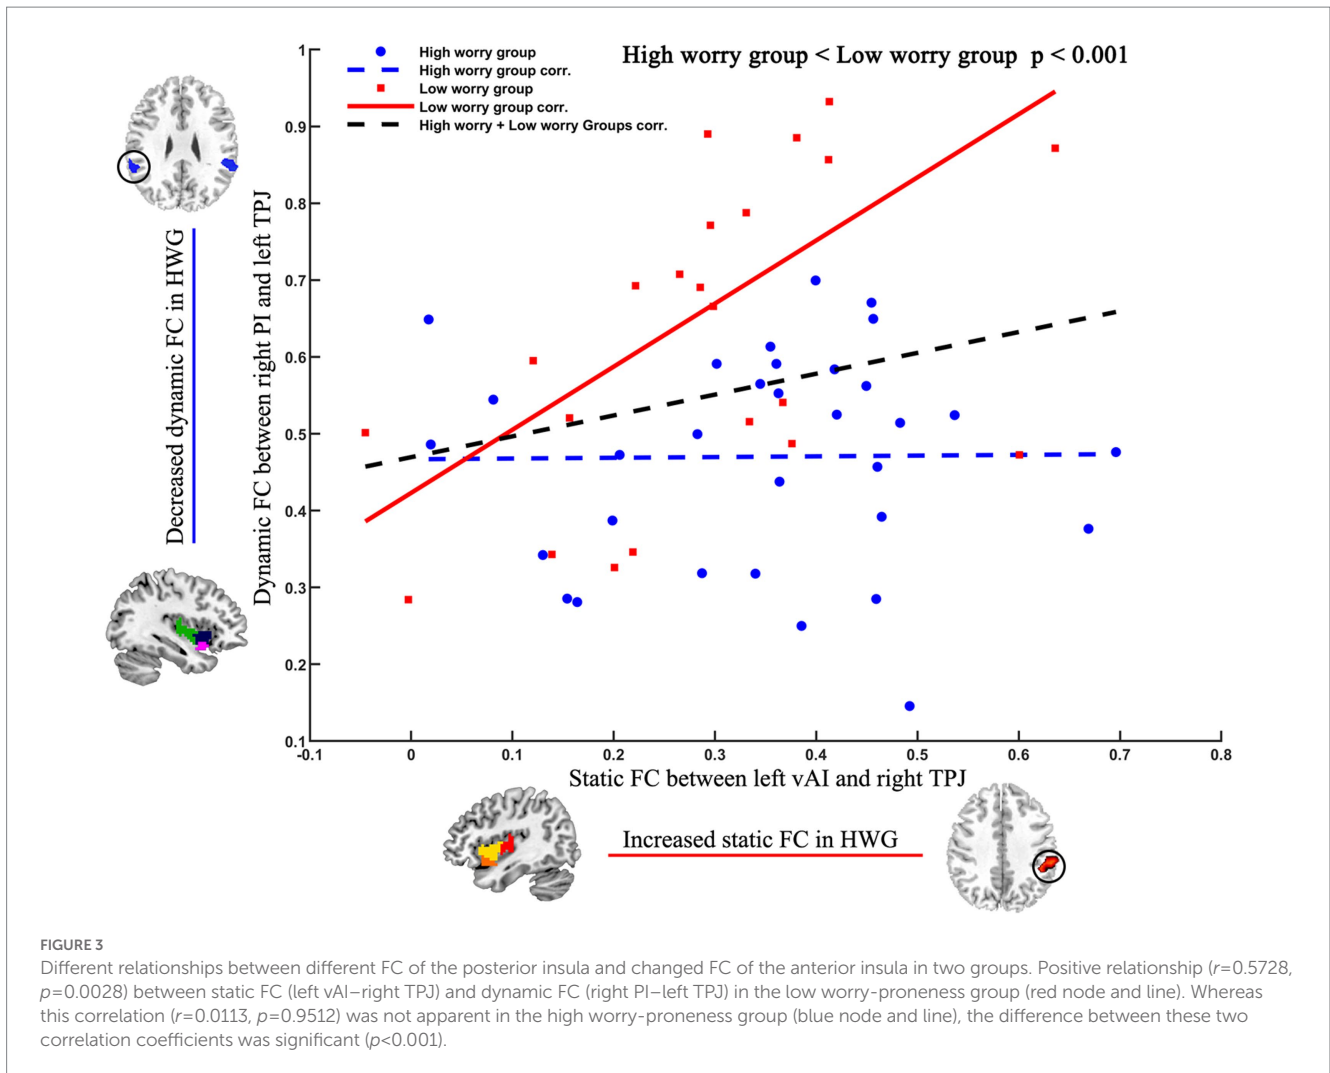 High worry group < Low worry group  p < 0.001
High worry group
High worry group corr.
Low worry group
Low worry group corr.
High worry + Low worry Groups corr.
1
0.9
0.8
0.7
0.6
0.5
0.4
0.3
0.2
0.1
Decreased dynamic FC in HWG
Dynamic FC between right PI and left TPJ
-0.1 0 0.1 0.2 0.3 0.4 0.5 0.6 0.7 0.8
Static FC between left vAI and right TPJ
Increased static FC in HWG
FIGURE 3
Different relationships between different FC of the posterior insula and changed FC of the anterior insula in two groups. Positive relationship (r=0.5728,
p=0.0028) between static FC (left vAI–right TPJ) and dynamic FC (right PI–left TPJ) in the low worry-proneness group (red node and line). Whereas
this correlation (r=0.0113, p=0.9512) was not apparent in the high worry-proneness group (blue node and line), the difference between these two
correlation coefficients was significant (p<0.001).